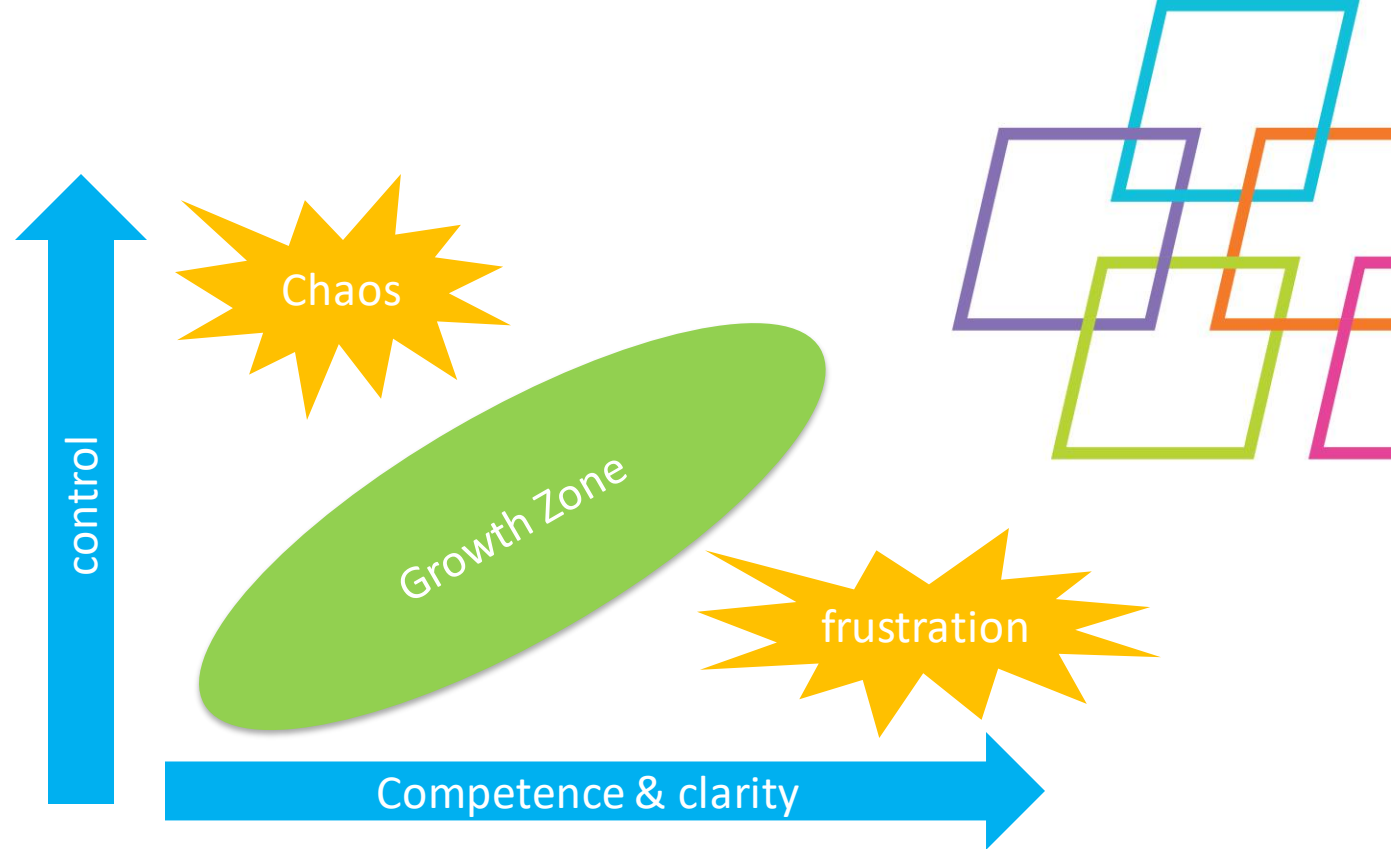 Chaos
control
Growth Zone
frustration
Competence & clarity